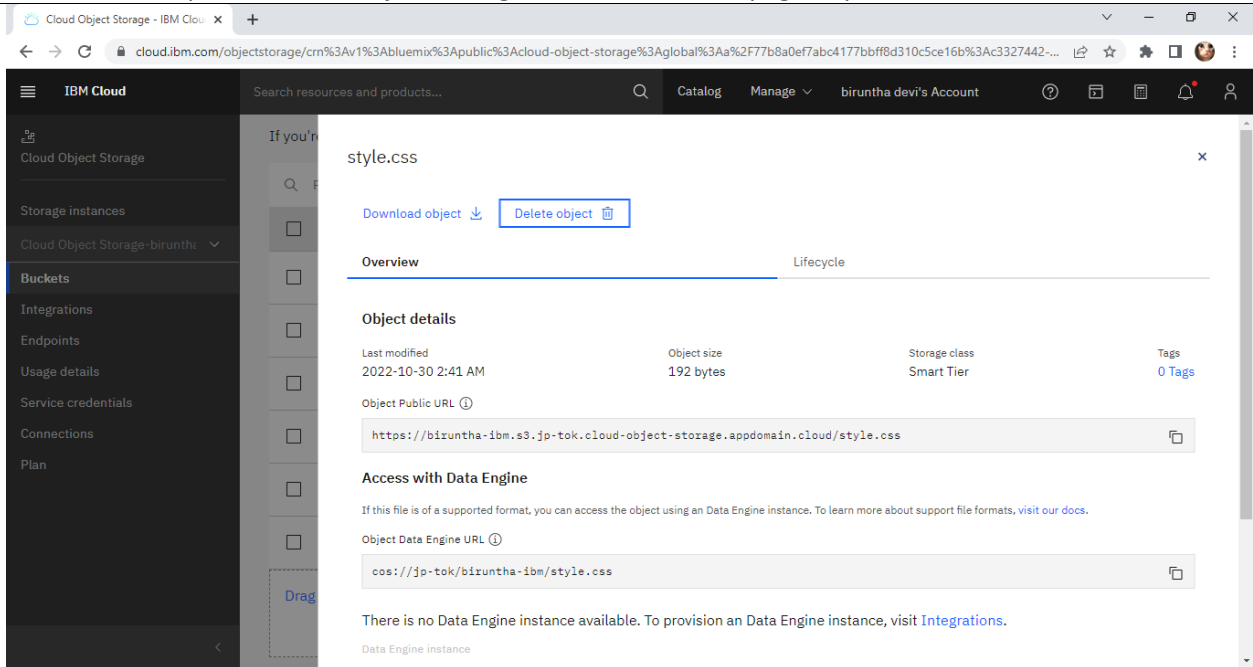 Cloud Object Storage - IBM Clou
cloud.ibm.com/objectstorage/crn%3Av1%3Abluemix%3Apublic%3Acloud-object-storage%3Aglobal%3Aa%2F77b8a0ef7abc4177bbff8d310c5ce16b%3Ac3327442-...
IBM Cloud
Search resources and products...
Catalog
Manage
biruntha devi's Account
Cloud Object Storage
Storage instances
Cloud Object Storage-birunth
Buckets
Integrations
Endpoints
Usage details
Service credentials
Connections
Plan
If you'r
Drag
style.css
Download object
Delete object
Overview
Lifecycle
Object details
Last modified
2022-10-30 2:41 AM
Object size
192 bytes
Storage class
Smart Tier
Tags
0 Tags
Object Public URL
https://biruntha-ibm.s3.jp-tok.cloud-object-storage.appdomain.cloud/style.css
Access with Data Engine
If this file is of a supported format, you can access the object using an Data Engine instance. To learn more about support file formats, visit our docs.
Object Data Engine URL
cos://jp-tok/biruntha-ibm/style.css
There is no Data Engine instance available. To provision an Data Engine instance, visit Integrations.
Data Engine instance